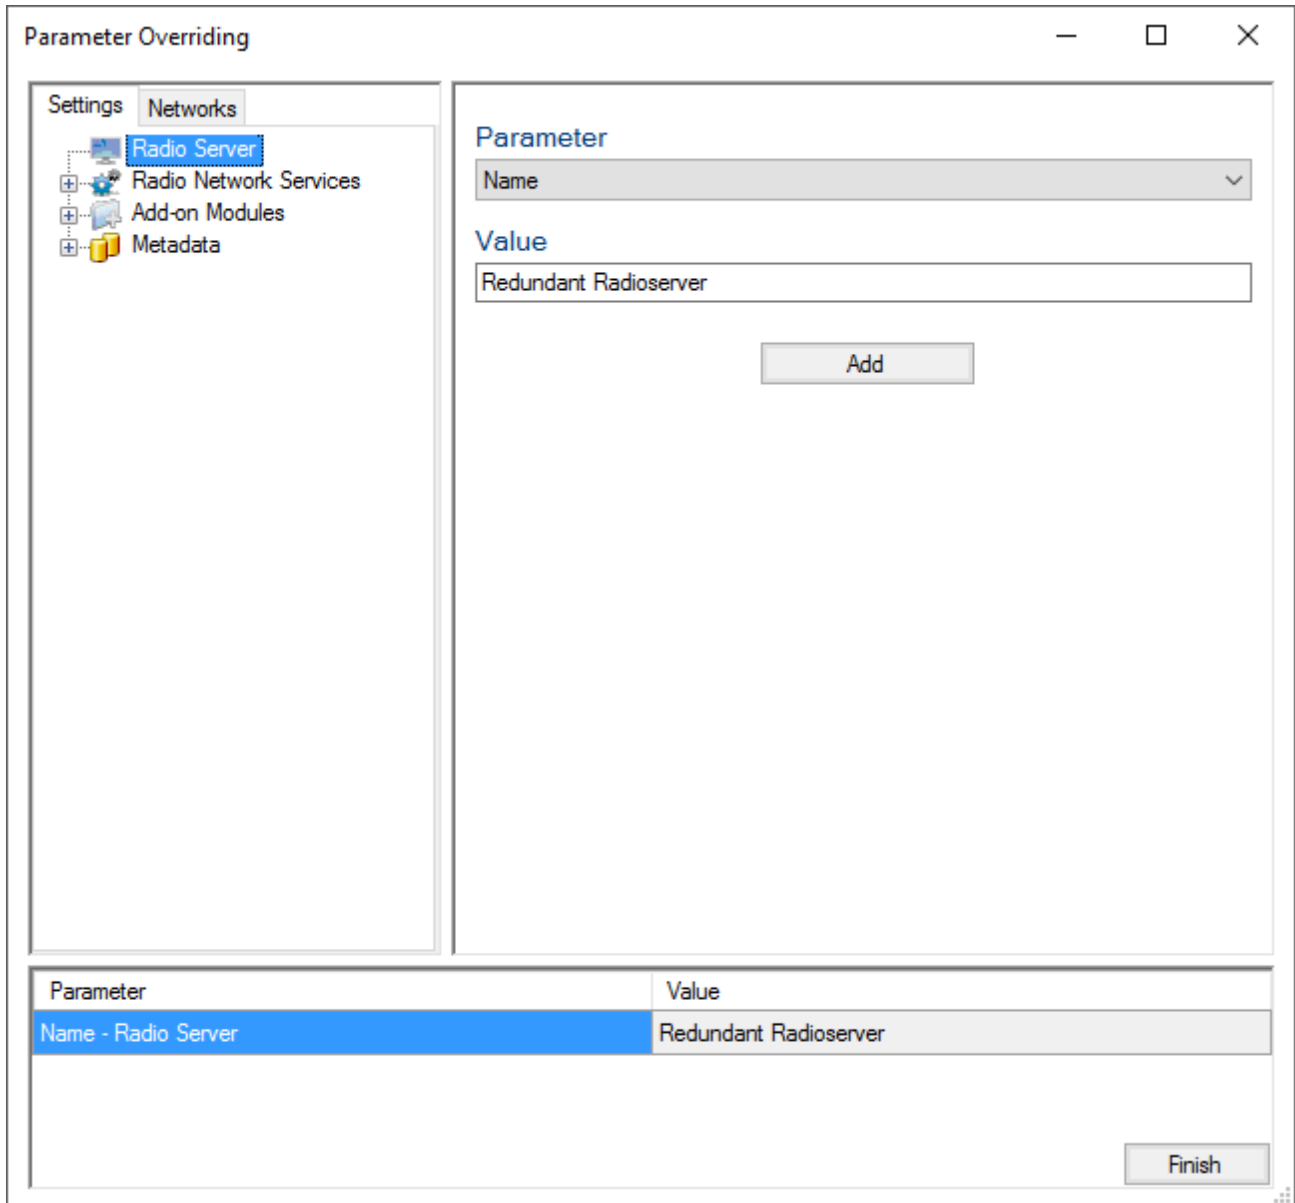 Parameter Overriding
Settings Networks
Radio Server
Radio Network Services
Add-on Modules
Metadata
Parameter
Name
Value
Redundant Radioserver
Add
Parameter Value
Name - Radio Server Redundant Radioserver
Finish